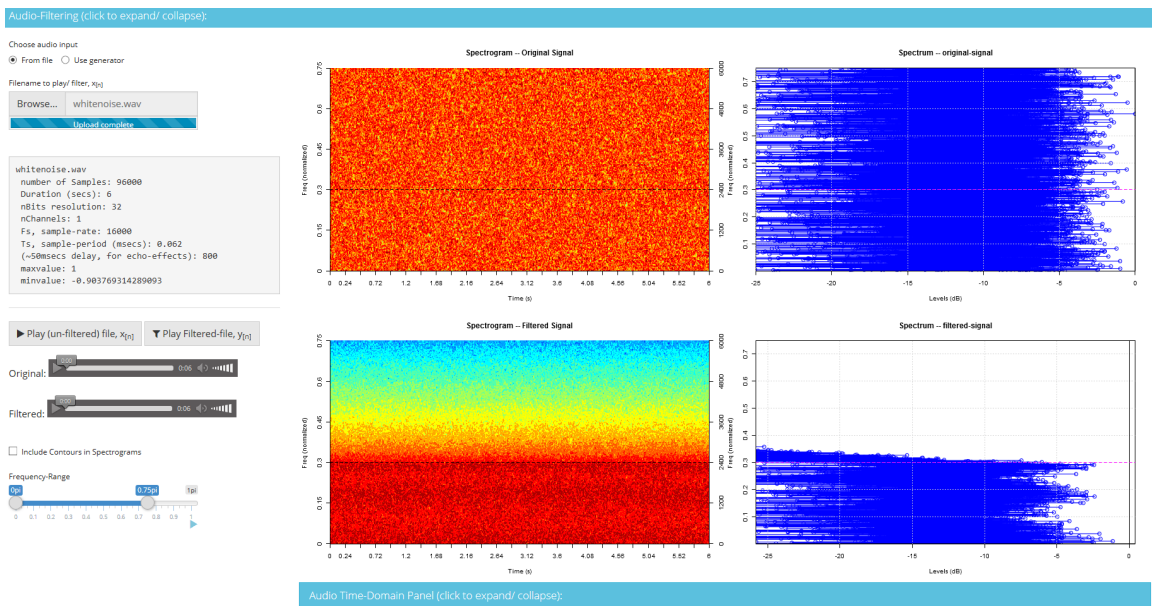 Audio-Filtering (click to expand/ collapse):
Choose audio input
From file Use generator
Filename to play/ filter, x[n]
Browse... whitenoise.wav
Upload complete
whitenoise.wav
number of Samples: 96000
Duration (secs): 6
nBits resolution: 32
nChannels: 1
Fs, sample-rate: 16000
Ts, sample-period (msecs): 0.062
(~50msecs delay, for echo-effects): 800
maxvalue: 1
minvalue: -0.903769314289093
Play (un-filtered) file, x[n] Play Filtered-file, y[n]
Original: 0:00 0:06
Filtered: 0:00 0:06
Include Contours in Spectrograms
Frequency-Range
0pi 0.75pi 1pi
0 0.1 0.2 0.3 0.4 0.5 0.6 0.7 0.8 0.9 1
Spectrogram -- Original Signal
Freq (normalized)
0 0.15 0.3 0.45 0.6 0.75
0 1200 2400 3600 4800 6000
Freq (normalized)
0 0.24 0.72 1.2 1.68 2.16 2.64 3.12 3.6 4.08 4.56 5.04 5.52 6
Time (s)
Spectrum -- original-signal
0.1 0.2 0.3 0.4 0.5 0.6 0.7
-25 -20 -15 -10 -5 0
Levels (dB)
Spectrogram -- Filtered Signal
Freq (normalized)
0 0.15 0.3 0.45 0.6 0.75
0 1200 2400 3600 4800 6000
Freq (normalized)
0 0.24 0.72 1.2 1.68 2.16 2.64 3.12 3.6 4.08 4.56 5.04 5.52 6
Time (s)
Spectrum -- filtered-signal
0.1 0.2 0.3 0.4 0.5 0.6 0.7
-25 -20 -15 -10 -5 0
Levels (dB)
Audio Time-Domain Panel (click to expand/ collapse):